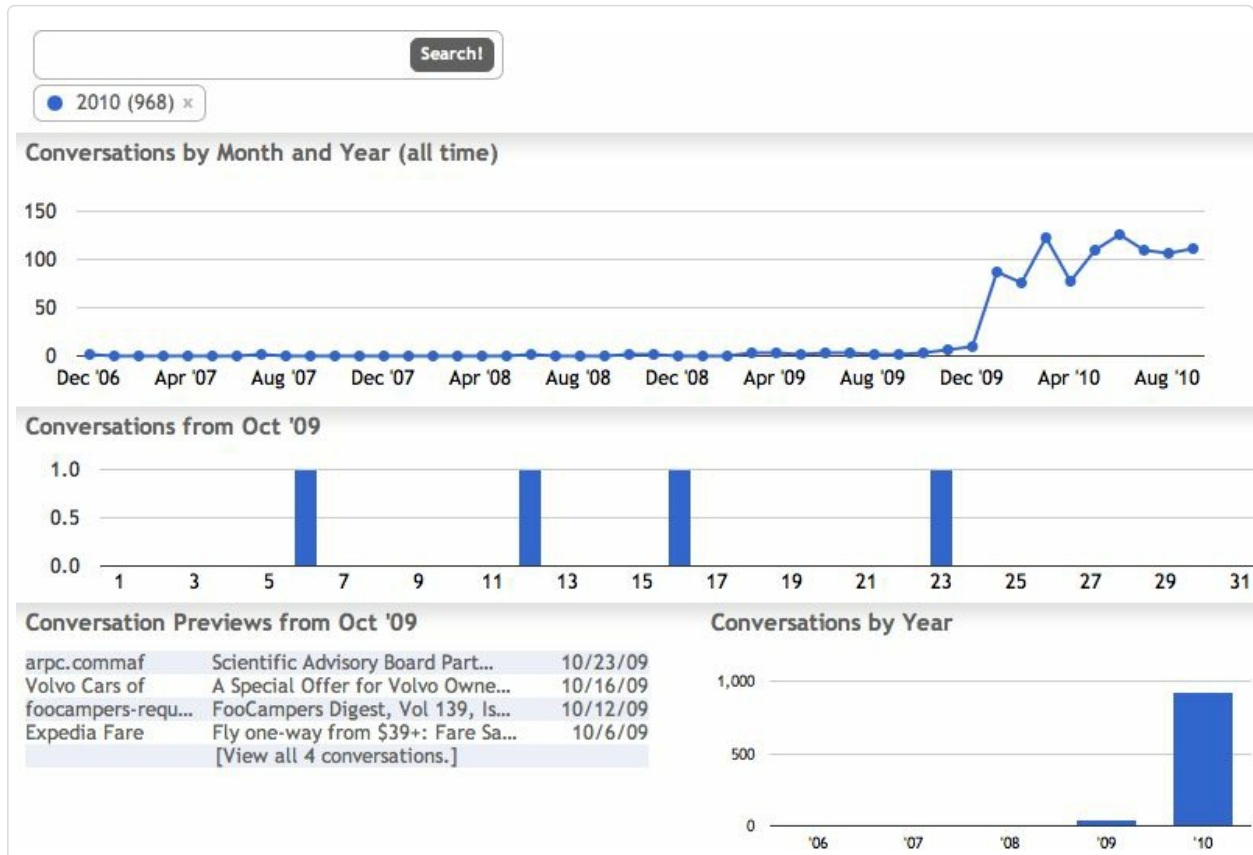 Search!
2010 (968) x
Conversations by Month and Year (all time)
150
100
50
0
Dec '06 Apr '07 Aug '07 Dec '07 Apr '08 Aug '08 Dec '08 Apr '09 Aug '09 Dec '09 Apr '10 Aug '10
Conversations from Oct '09
1.0
0.5
0.0
1 3 5 7 9 11 13 15 17 19 21 23 25 27 29 31
Conversation Previews from Oct '09
arpc.commaf Scientific Advisory Board Part... 10/23/09
Volvo Cars of A Special Offer for Volvo Owne... 10/16/09
foocampers-requ... FooCampers Digest, Vol 139, Is... 10/12/09
Expedia Fare Fly one-way from $39+: Fare Sa... 10/6/09
[View all 4 conversations.]
Conversations by Year
1,000
500
0
'06 '07 '08 '09 '10